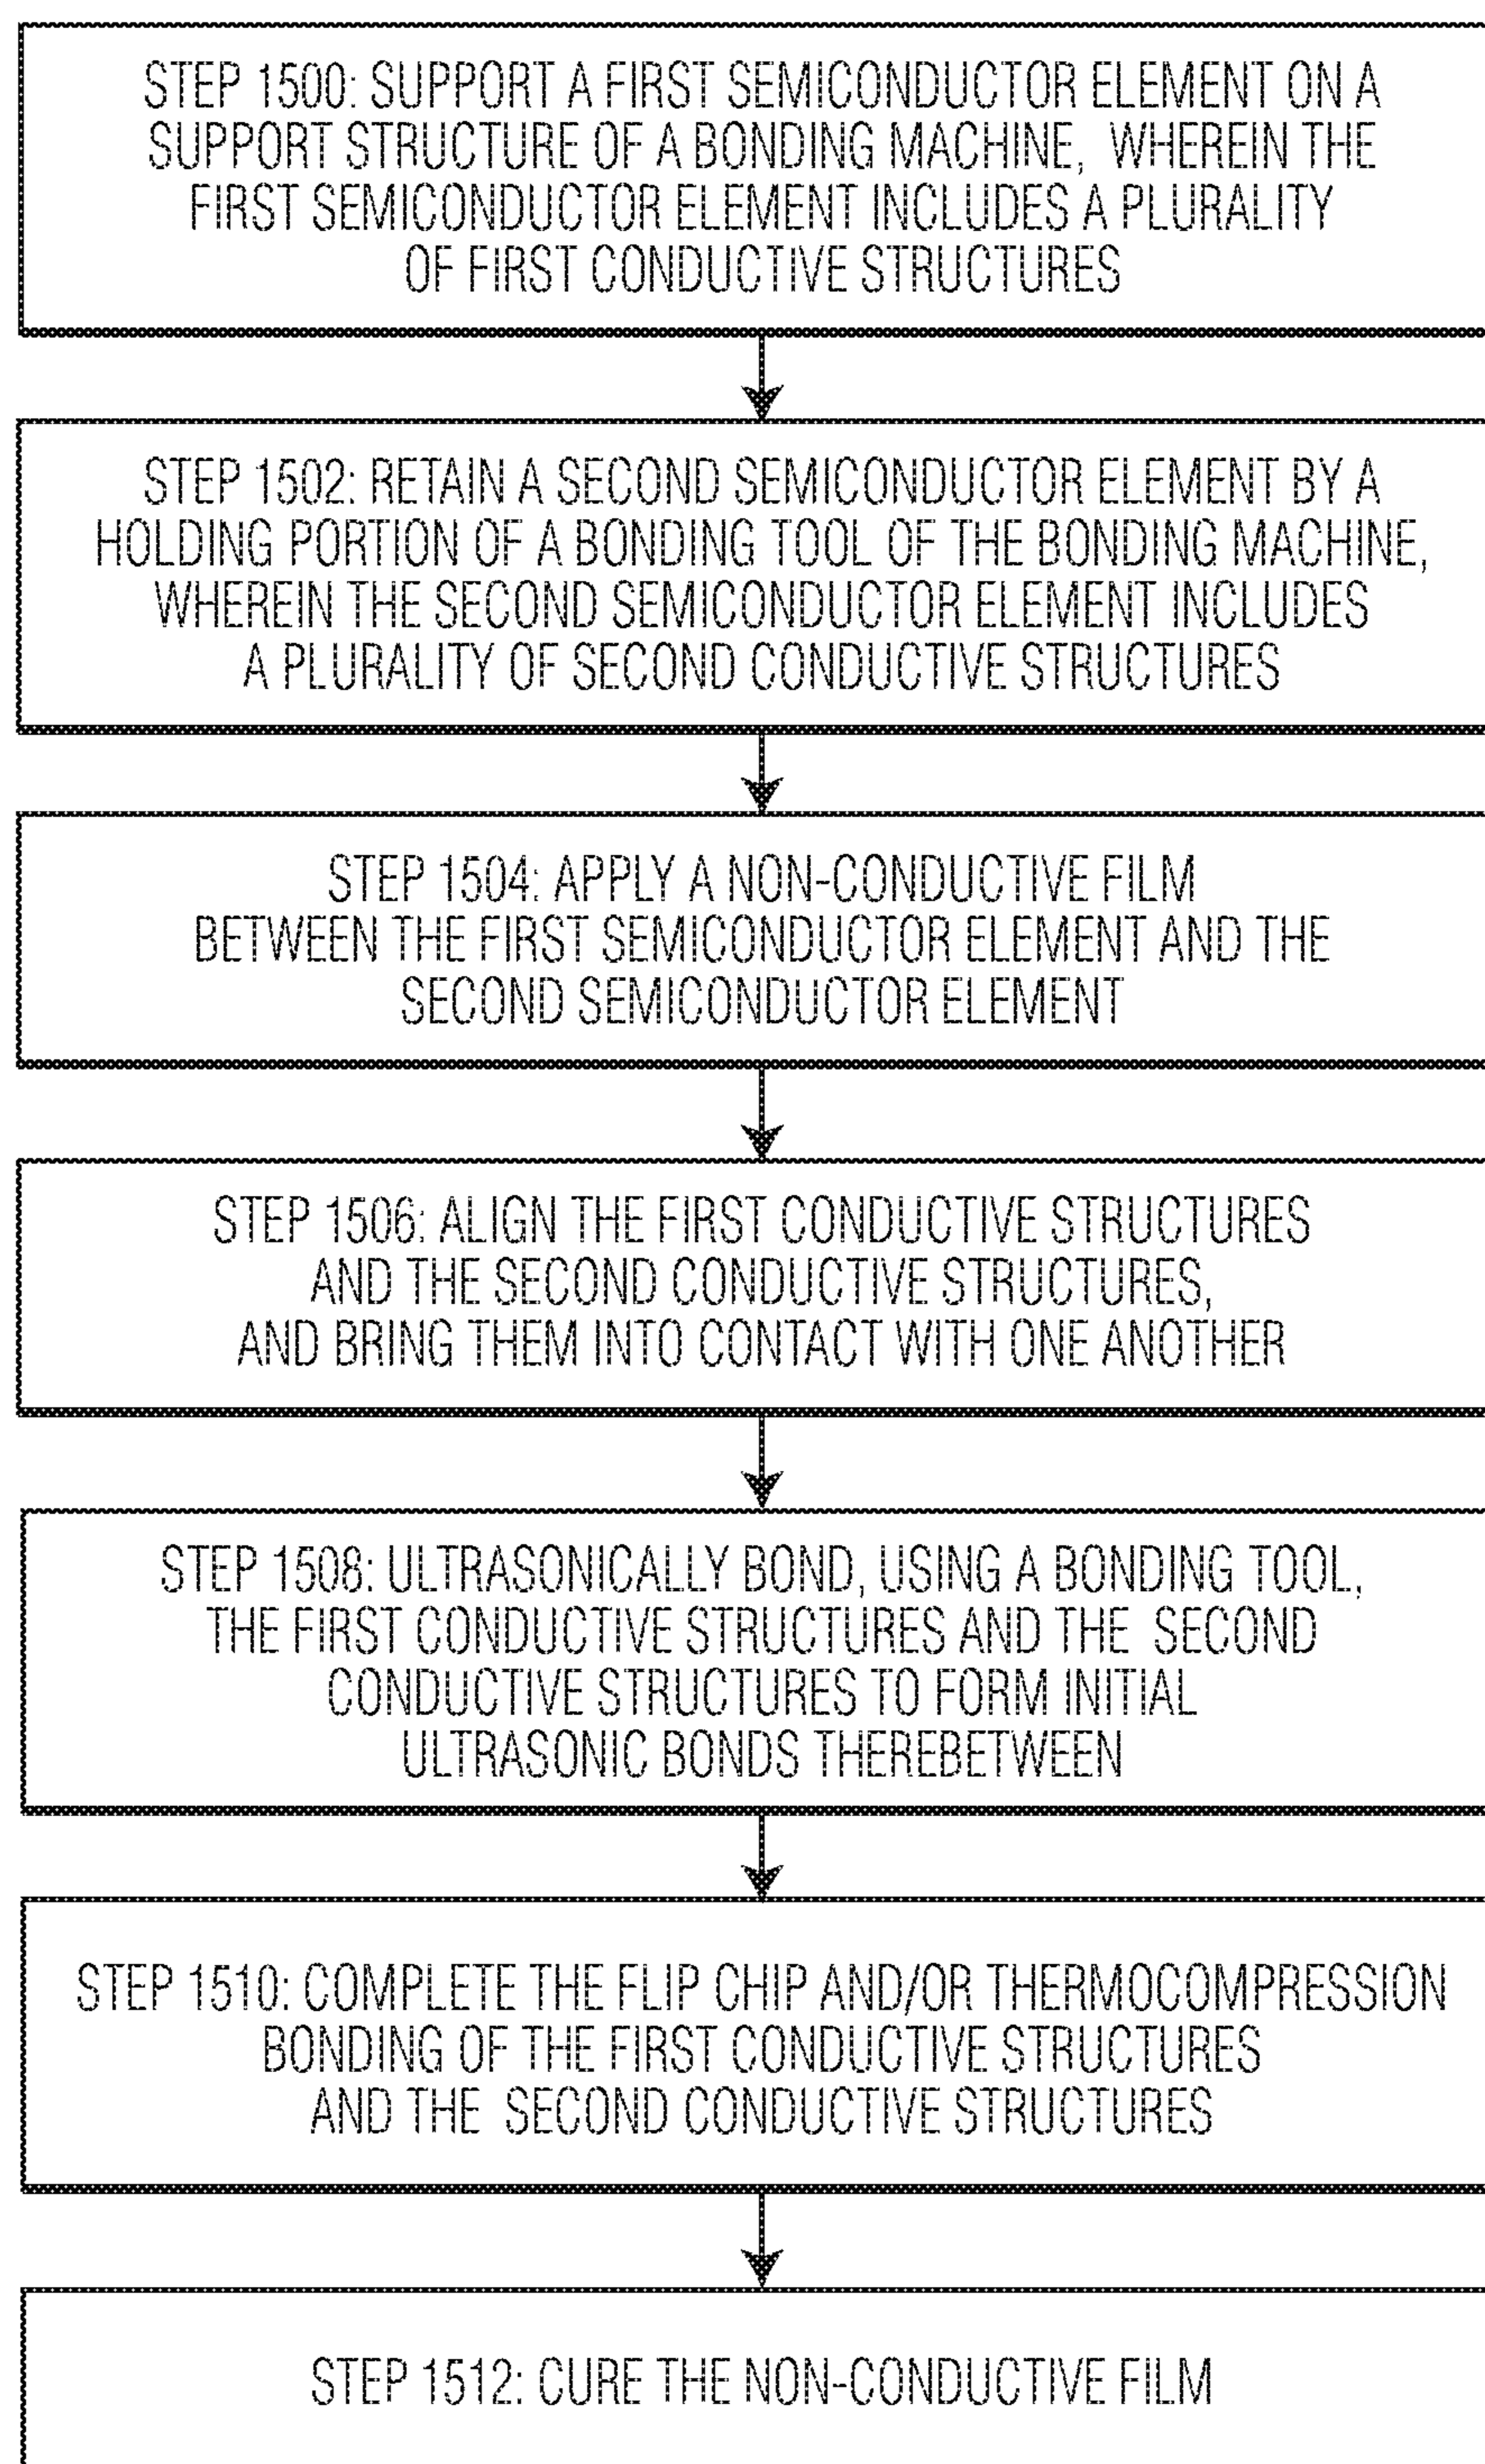 STEP 1500: SUPPORT A FIRST SEMICONDUCTOR ELEMENT ON A
SUPPORT STRUCTURE OF A BONDING MACHINE, WHEREIN THE
FIRST SEMICONDUCTOR ELEMENT INCLUDES A PLURALITY
OF FIRST CONDUCTIVE STRUCTURES
STEP 1502: RETAIN A SECOND SEMICONDUCTOR ELEMENT BY A
HOLDING PORTION OF A BONDING TOOL OF THE BONDING MACHINE,
WHEREIN THE SECOND SEMICONDUCTOR ELEMENT INCLUDES
A PLURALITY OF SECOND CONDUCTIVE STRUCTURES
STEP 1504: APPLY A NON-CONDUCTIVE FILM
BETWEEN THE FIRST SEMICONDUCTOR ELEMENT AND THE
SECOND SEMICONDUCTOR ELEMENT
STEP 1506: ALIGN THE FIRST CONDUCTIVE STRUCTURES
AND THE SECOND CONDUCTIVE STRUCTURES,
AND BRING THEM INTO CONTACT WITH ONE ANOTHER
STEP 1508: ULTRASONICALLY BOND, USING A BONDING TOOL,
THE FIRST CONDUCTIVE STRUCTURES AND THE SECOND
CONDUCTIVE STRUCTURES TO FORM INITIAL
ULTRASONIC BONDS THEREBETWEEN
STEP 1510: COMPLETE THE FLIP CHIP AND/OR THERMOCOMPRESSION
BONDING OF THE FIRST CONDUCTIVE STRUCTURES
AND THE SECOND CONDUCTIVE STRUCTURES
STEP 1512: CURE THE NON-CONDUCTIVE FILM